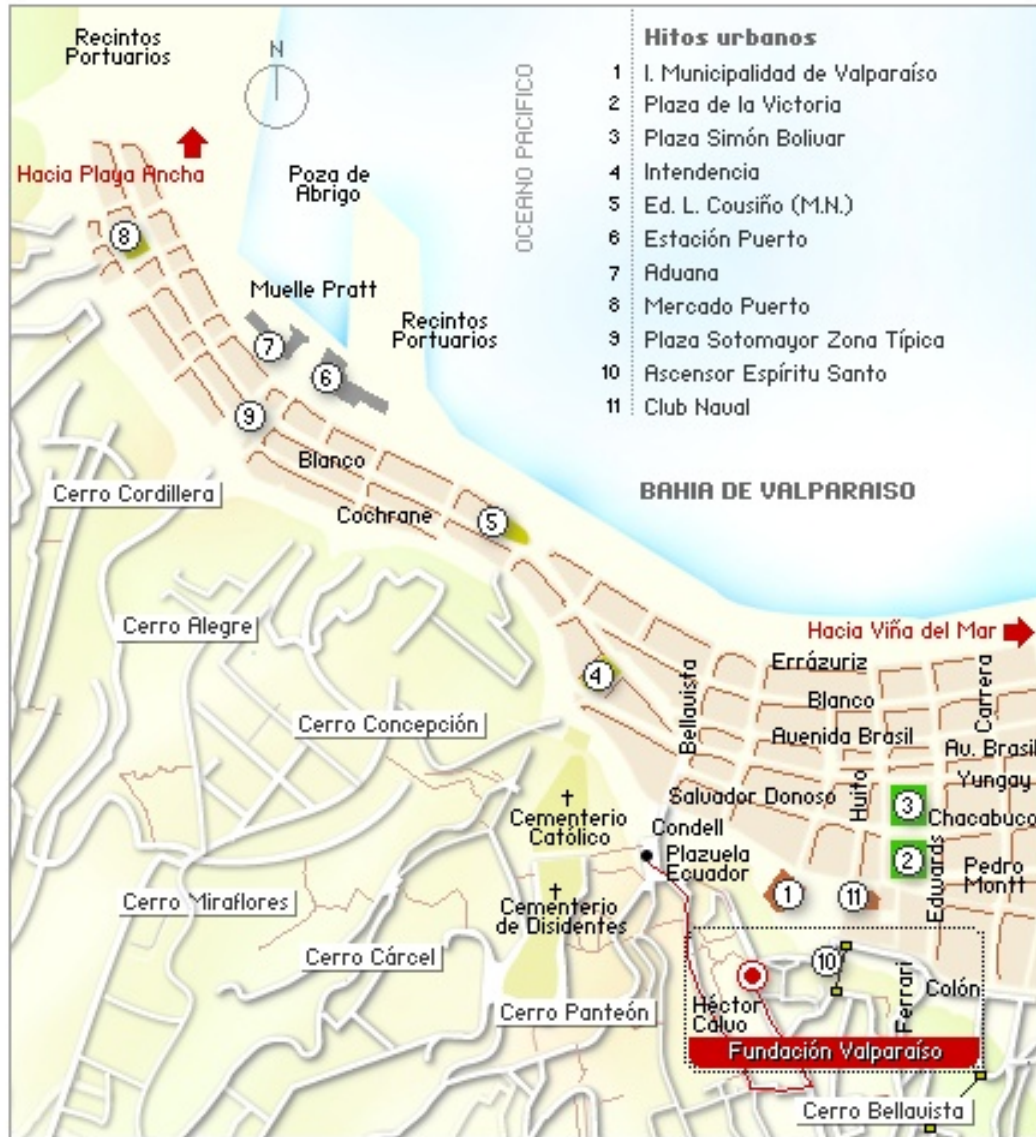 Recintos
Portuarios
N
Hacia Playa Ancha
Poza de
Abrigo
OCEANO PACIFICO
Hitos urbanos
1 I. Municipalidad de Valparaíso
2 Plaza de la Victoria
3 Plaza Simón Bolivar
4 Intendencia
5 Ed. L. Cousiño (M.N.)
6 Estación Puerto
7 Aduana
8 Mercado Puerto
9 Plaza Sotomayor Zona Típica
10 Ascensor Espíritu Santo
11 Club Naval
8
Muelle Pratt
7
6
Recintos
Portuarios
9
Blanco
Cerro Cordillera
Cochrane
5
BAHIA DE VALPARAISO
Cerro Alegre
Hacia Viña del Mar
4
Bellavista
Errázuriz
Carrera
Blanco
Cerro Concepción
Avenida Brasil
Av. Brasil
Huito
Yungay
Salvador Donoso
3
Chacabuco
Cementerio
Católico
Condell
Plazuela
Ecuador
2
Edwards
Pedro
Montt
Cerro Miraflores
1
11
Cementerio
de Disidentes
Cerro Cárcel
10
Ferrari
Colón
Héctor
Calvo
Cerro Panteón
Fundación Valparaíso
Cerro Bellavista